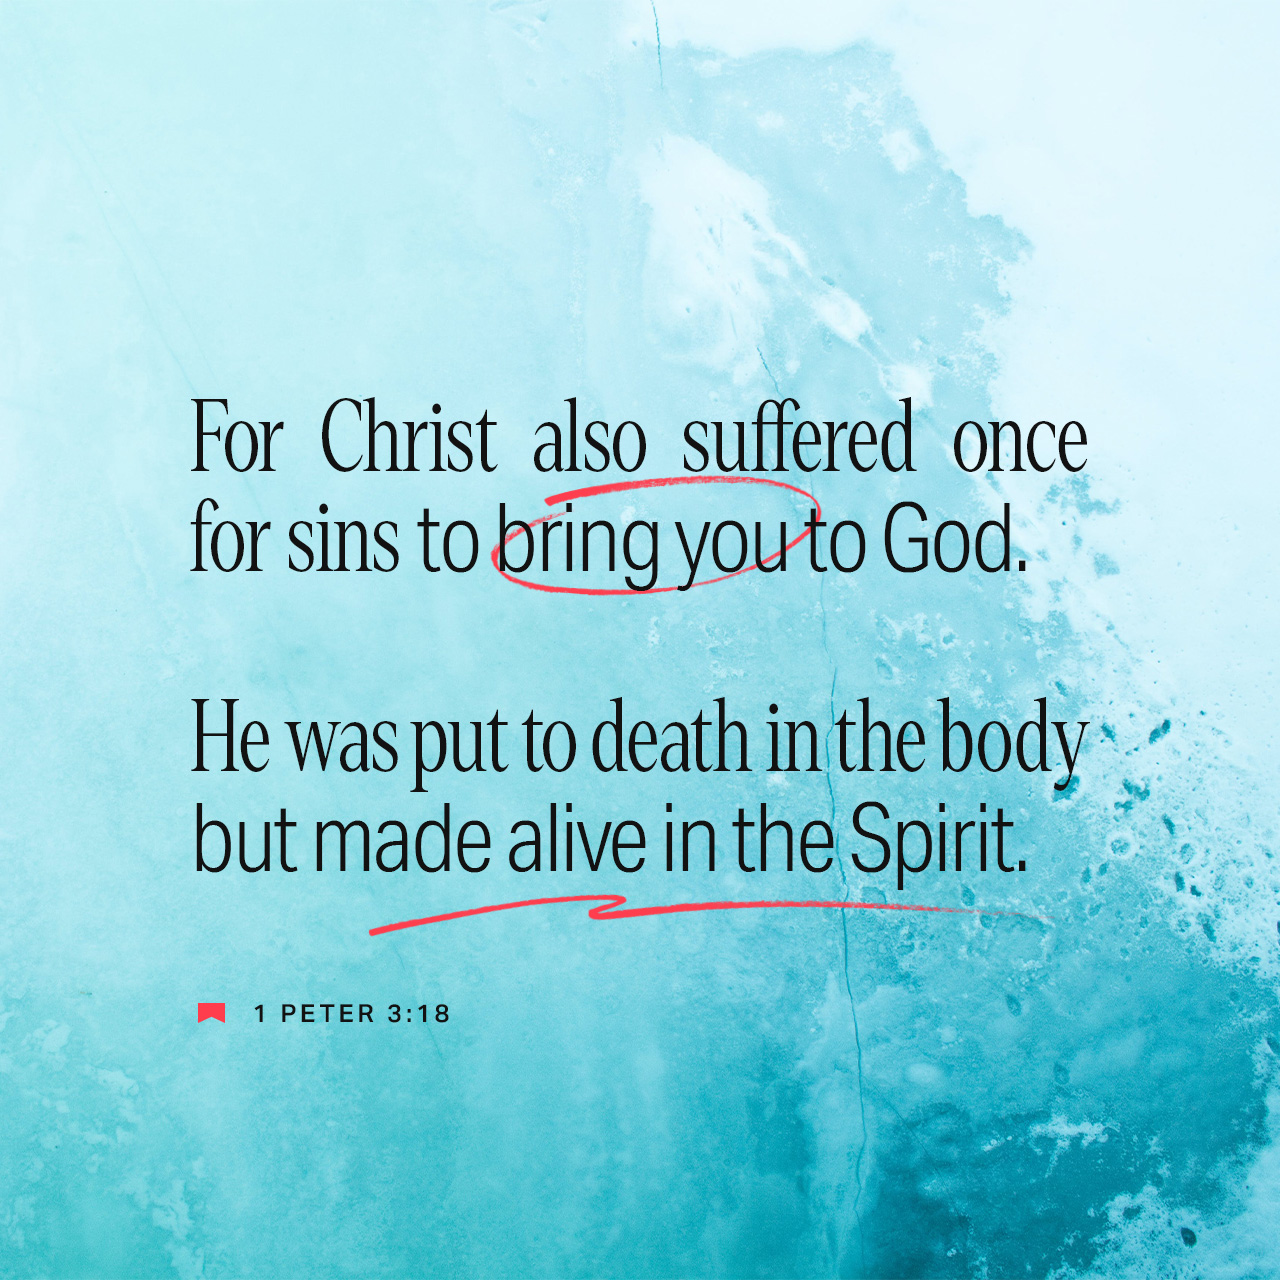 For Christ also suffered once
for sins to bring you to God.
He was put to death in the body
but made alive in the Spirit.
1 PETER 3:18